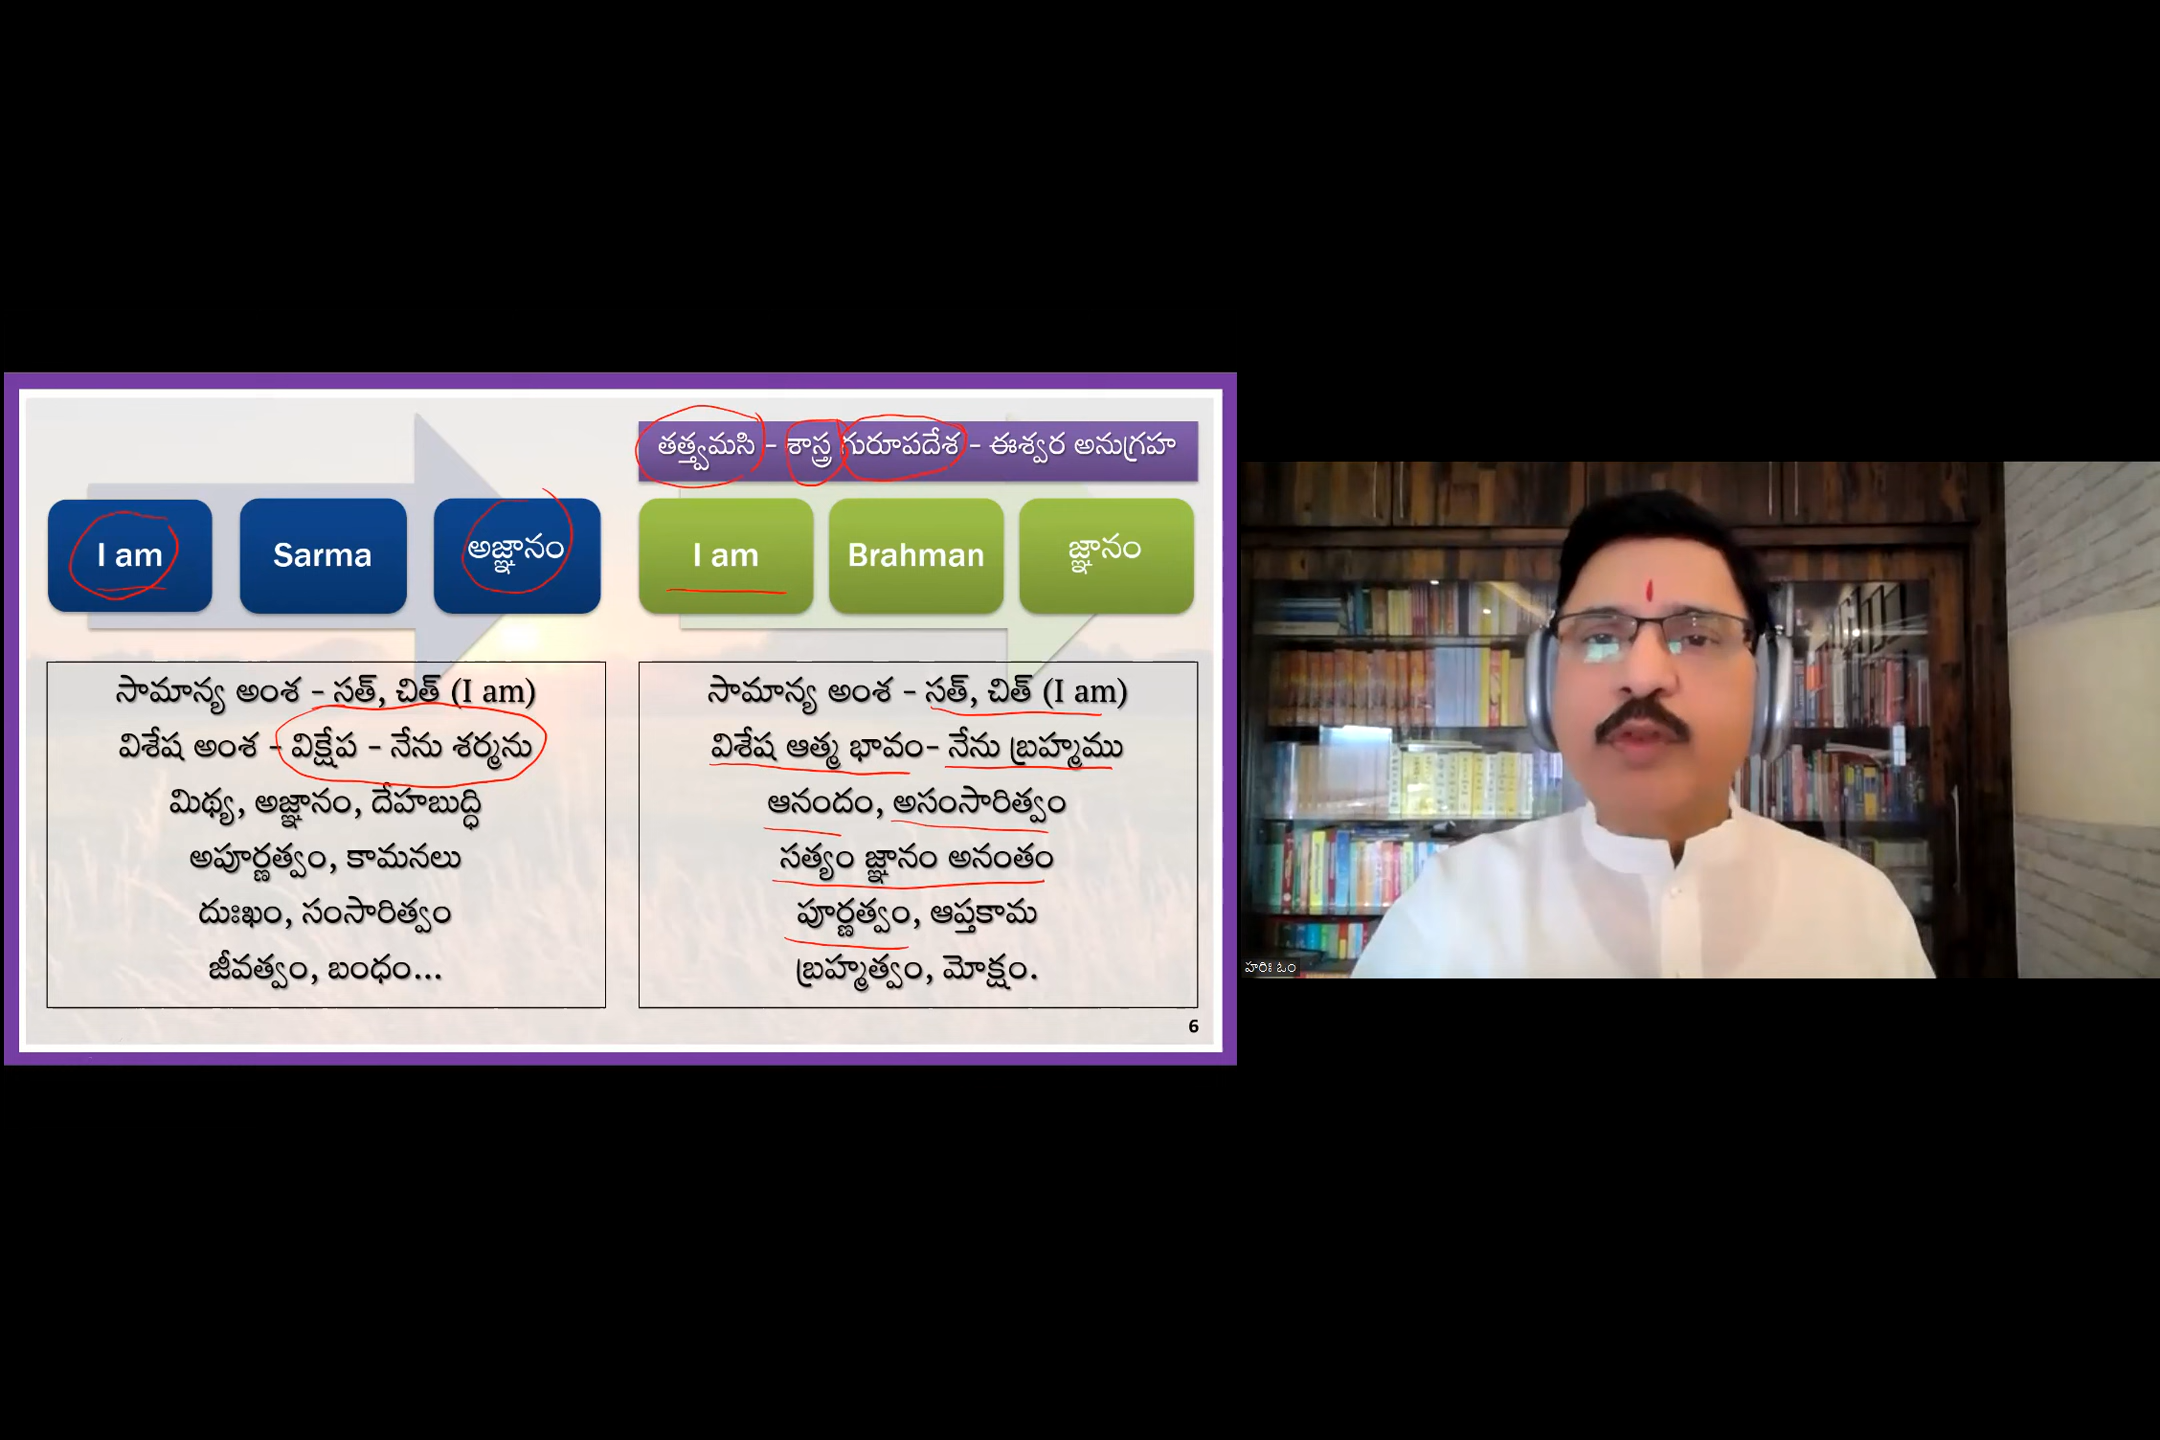 తత్త్వమసి - శాస్త్ర గురూపదేశ - ఈశ్వర అనుగ్రహ
I am
Sarma
అజ్ఞానం
I am
Brahman
జ్ఞానం
సామాన్య అంశ - సత్, చిత్ (I am)
విశేష అంశ - విక్షేప - నేను శర్మను
మిథ్య, అజ్ఞానం, దేహబుద్ధి
అపూర్ణత్వం, కామనలు
దుఃఖం, సంసారిత్వం
జీవత్వం, బంధం...
సామాన్య అంశ - సత్, చిత్ (I am)
విశేష ఆత్మ భావం- నేను బ్రహ్మము
ఆనందం, అసంసారిత్వం
సత్యం జ్ఞానం అనంతం
పూర్ణత్వం, ఆప్తకామ
బ్రహ్మత్వం, మోక్షం.
6
హరిః ఓం